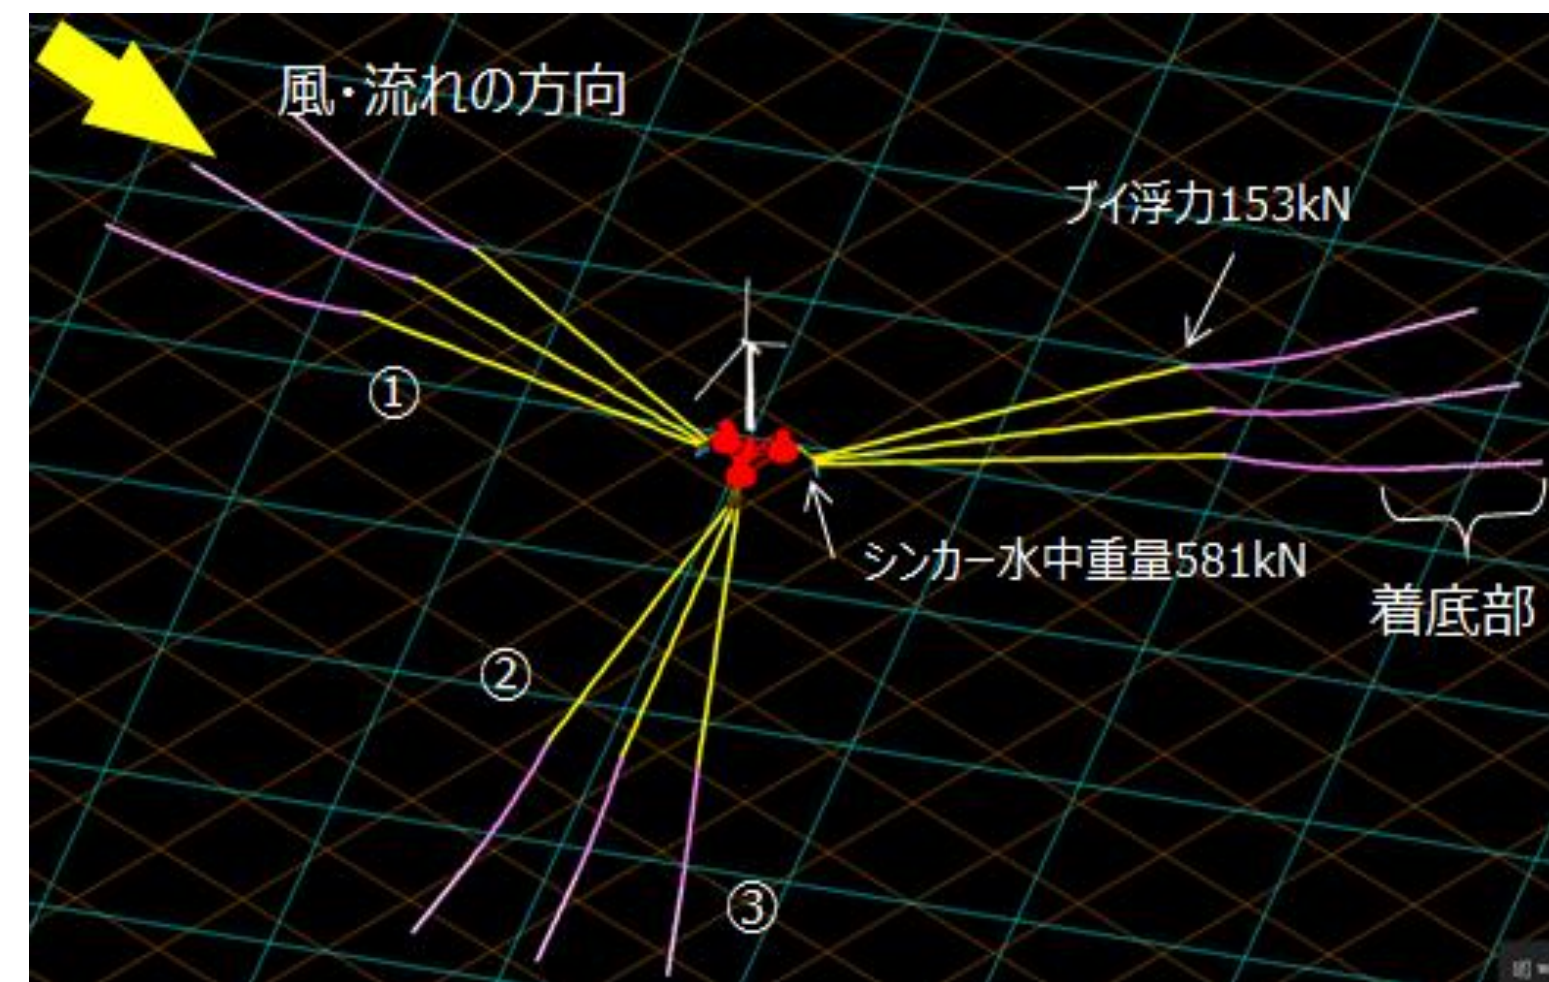 風・流れの方向
ブイ浮力153kN
①
シンカー水中重量581kN
着底部
②
③